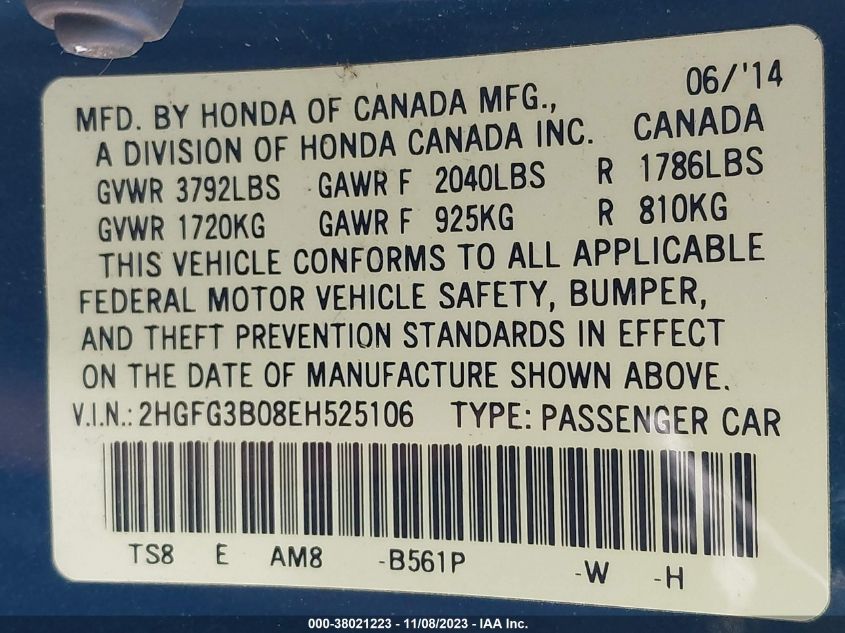 06/'14
MFD. BY HONDA OF CANADA MFG.,
A DIVISION OF HONDA CANADA INC. CANADA
GVWR 3792LBS GAWR F 2040LBS R 1786LBS
GVWR 1720KG GAWR F 925KG R 810KG
THIS VEHICLE CONFORMS TO ALL APPLICABLE
FEDERAL MOTOR VEHICLE SAFETY, BUMPER,
AND THEFT PREVENTION STANDARDS IN EFFECT
ON THE DATE OF MANUFACTURE SHOWN ABOVE.
V.I.N.: 2HGFG3B08EH525106 TYPE: PASSENGER CAR
TS8 E AM8 -B561P -W -H
000-38021223 - 11/08/2023 - IAA Inc.